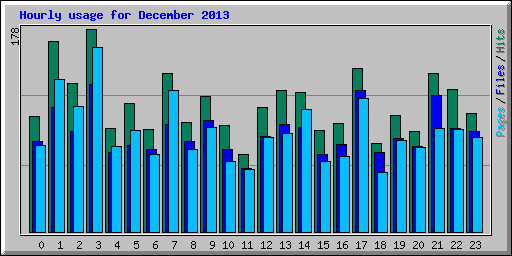 Hourly usage for December 2013
178
Pages/Files/Hits
0 1 2 3 4 5 6 7 8 9 10 11 12 13 14 15 16 17 18 19 20 21 22 23